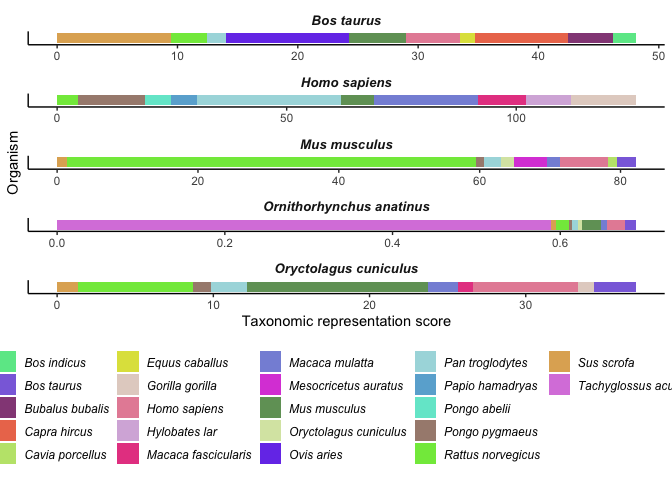 Bos taurus
0 10 20 30 40 50
Homo sapiens
0 50 100
Mus musculus
0 20 40 60 80
Ornithorhynchus anatinus
0.0 0.2 0.4 0.6
Oryctolagus cuniculus
0 10 20 30
Organism
Taxonomic representation score
Bos indicus Equus caballus Macaca mulatta Pan troglodytes Sus scrofa
Bos taurus Gorilla gorilla Mesocricetus auratus Papio hamadryas Tachyglossus acu
Bubalus bubalis Homo sapiens Mus musculus Pongo abelii
Capra hircus Hylobates lar Oryctolagus cuniculus Pongo pygmaeus
Cavia porcellus Macaca fascicularis Ovis aries Rattus norvegicus